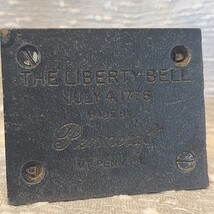 THE LIBERTY BELL
JULY 4, 1776
MADE BY
Penncraft